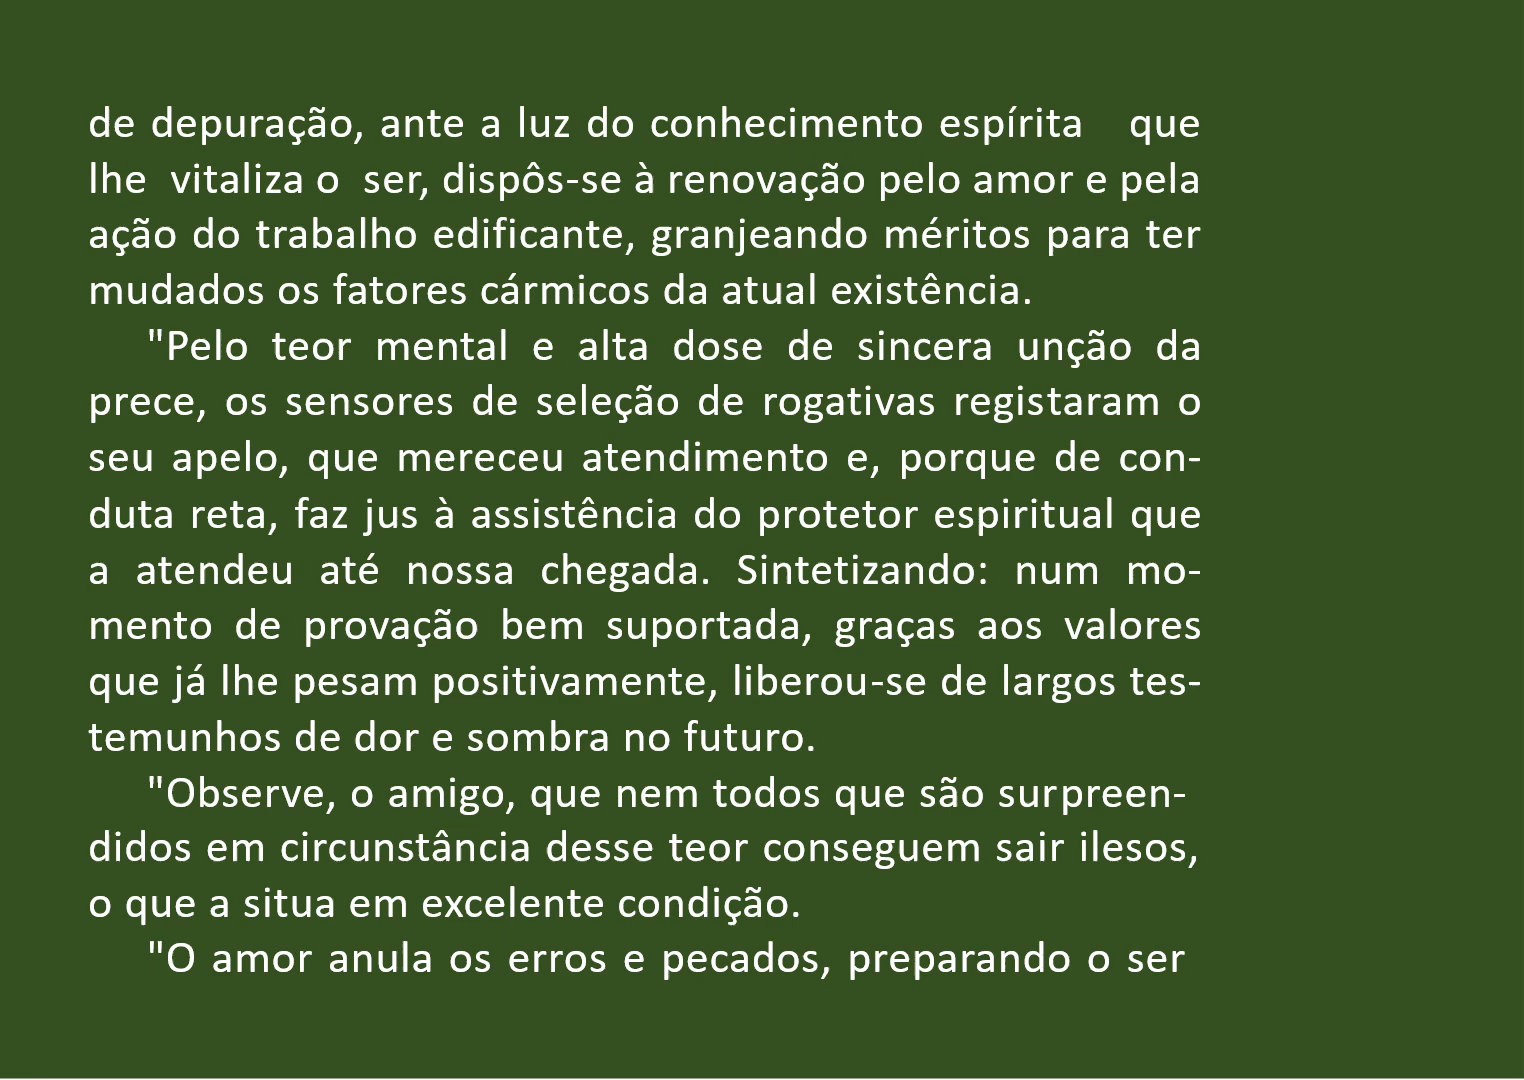 de depuração, ante a luz do conhecimento espírita que
lhe vitaliza o ser, dispôs-se à renovação pelo amor e pela
ação do trabalho edificante, granjeando méritos para ter
mudados os fatores cármicos da atual existência.
"Pelo teor mental e alta dose de sincera unção da
prece, os sensores de seleção de rogativas registaram o
seu apelo, que mereceu atendimento e, porque de con-
duta reta, faz jus à assistência do protetor espiritual que
a atendeu até nossa chegada. Sintetizando: num mo-
mento de provação bem suportada, graças aos valores
que já lhe pesam positivamente, liberou-se de largos tes-
temunhos de dor e sombra no futuro.
"Observe, o amigo, que nem todos que são surpreen-
didos em circunstância desse teor conseguem sair ilesos,
o que a situa em excelente condição.
"O amor anula os erros e pecados, preparando o ser